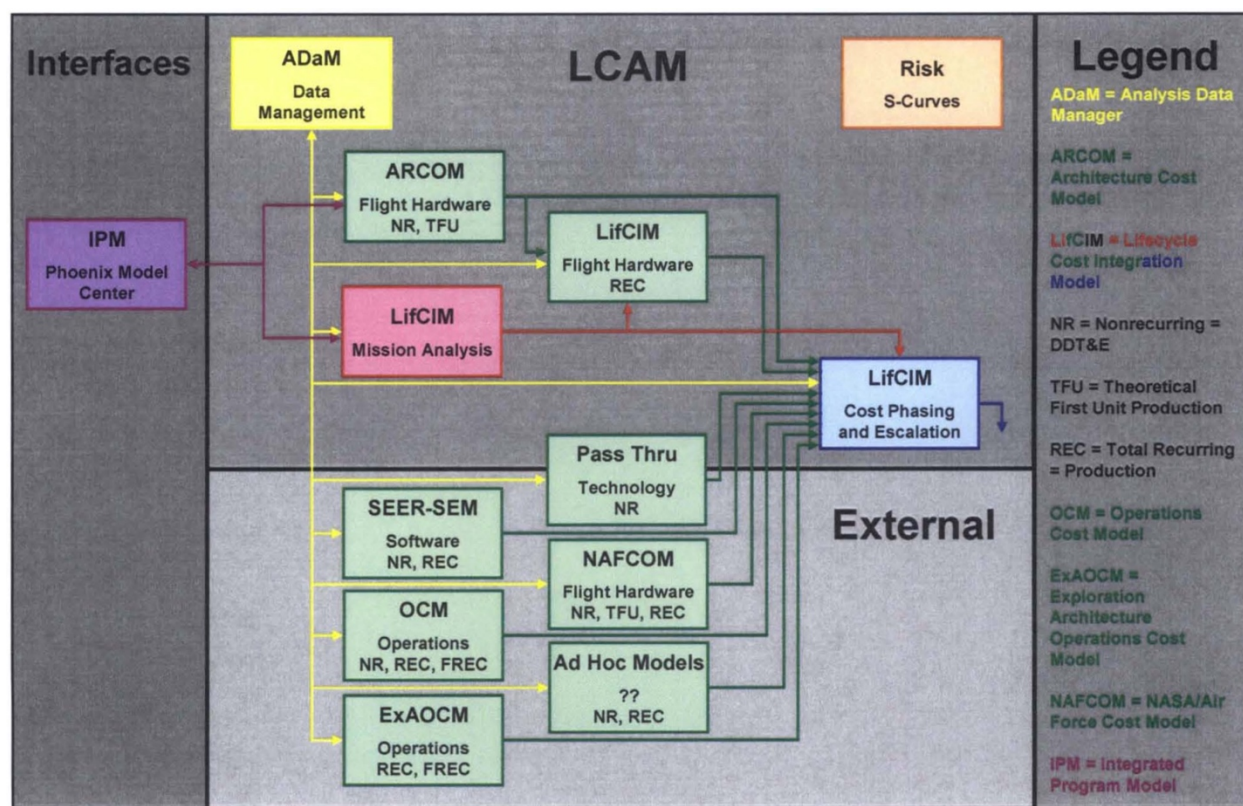 Interfaces
IPM
Phoenix Model
Center
LCAM
ADaM
Data
Management
Risk
S-Curves
ARCOM
Flight Hardware
NR, TFU
LifCIM
Flight Hardware
REC
LifCIM
Mission Analysis
LifCIM
Cost Phasing
and Escalation
Pass Thru
Technology
NR
External
SEER-SEM
Software
NR, REC
NAFCOM
Flight Hardware
NR, TFU, REC
OCM
Operations
NR, REC, FREC
Ad Hoc Models
??
NR, REC
ExAOCM
Operations
REC, FREC
Legend
ADaM = Analysis Data
Manager
ARCOM =
Architecture Cost
Model
LifCIM = Lifecycle
Cost Integration
Model
NR = Nonrecurring =
DDT&E
TFU = Theoretical
First Unit Production
REC = Total Recurring
= Production
OCM = Operations
Cost Model
ExAOCM =
Exploration
Architecture
Operations Cost
Model
NAFCOM = NASA/Air
Force Cost Model
IPM = Integrated
Program Model